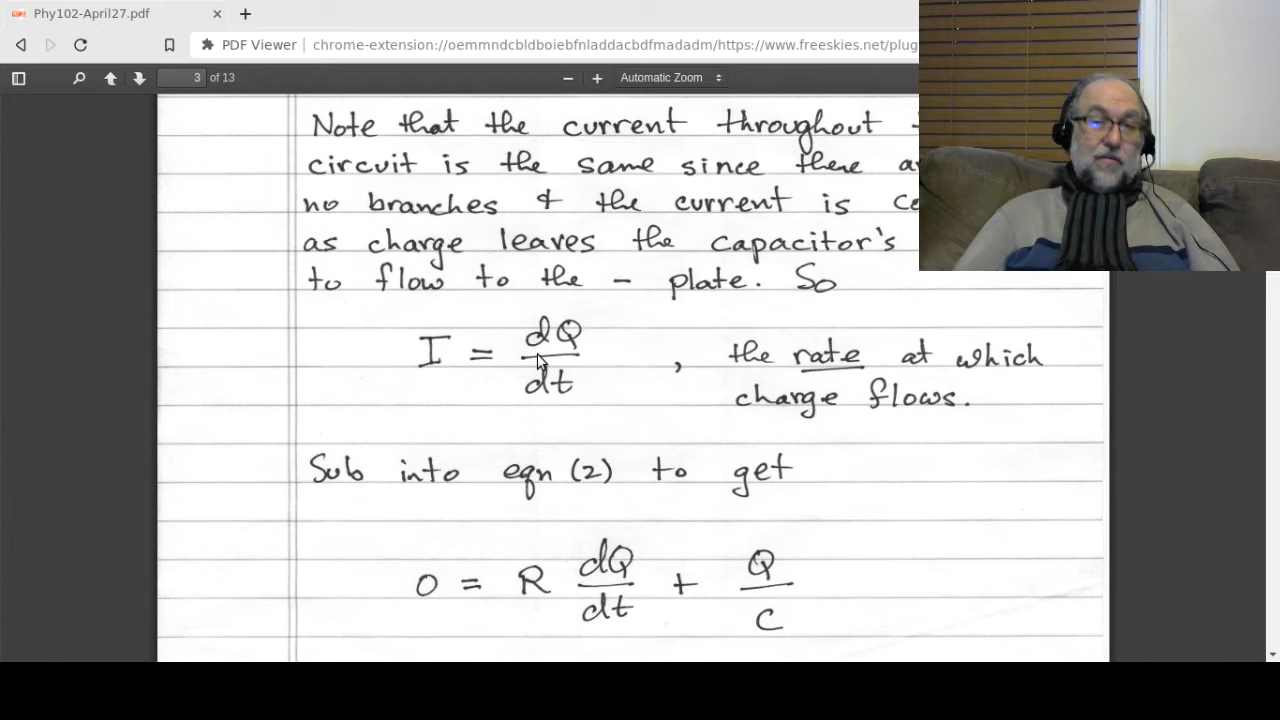 Phy102-April27.pdf
PDF Viewer chrome-extension://oemmndcbldboiebfnladdacbdfmadadm/https://www.freeskies.net/plug
3 of 13
Automatic Zoom
Note that the current throughout
circuit is the same since there
no branches & the current is
as charge leaves the capacitor's
to flow to the - plate. So
I = dQ/dt , the rate at which
charge flows.
Sub into eqn (2) to get
0 = R dQ/dt + Q/C